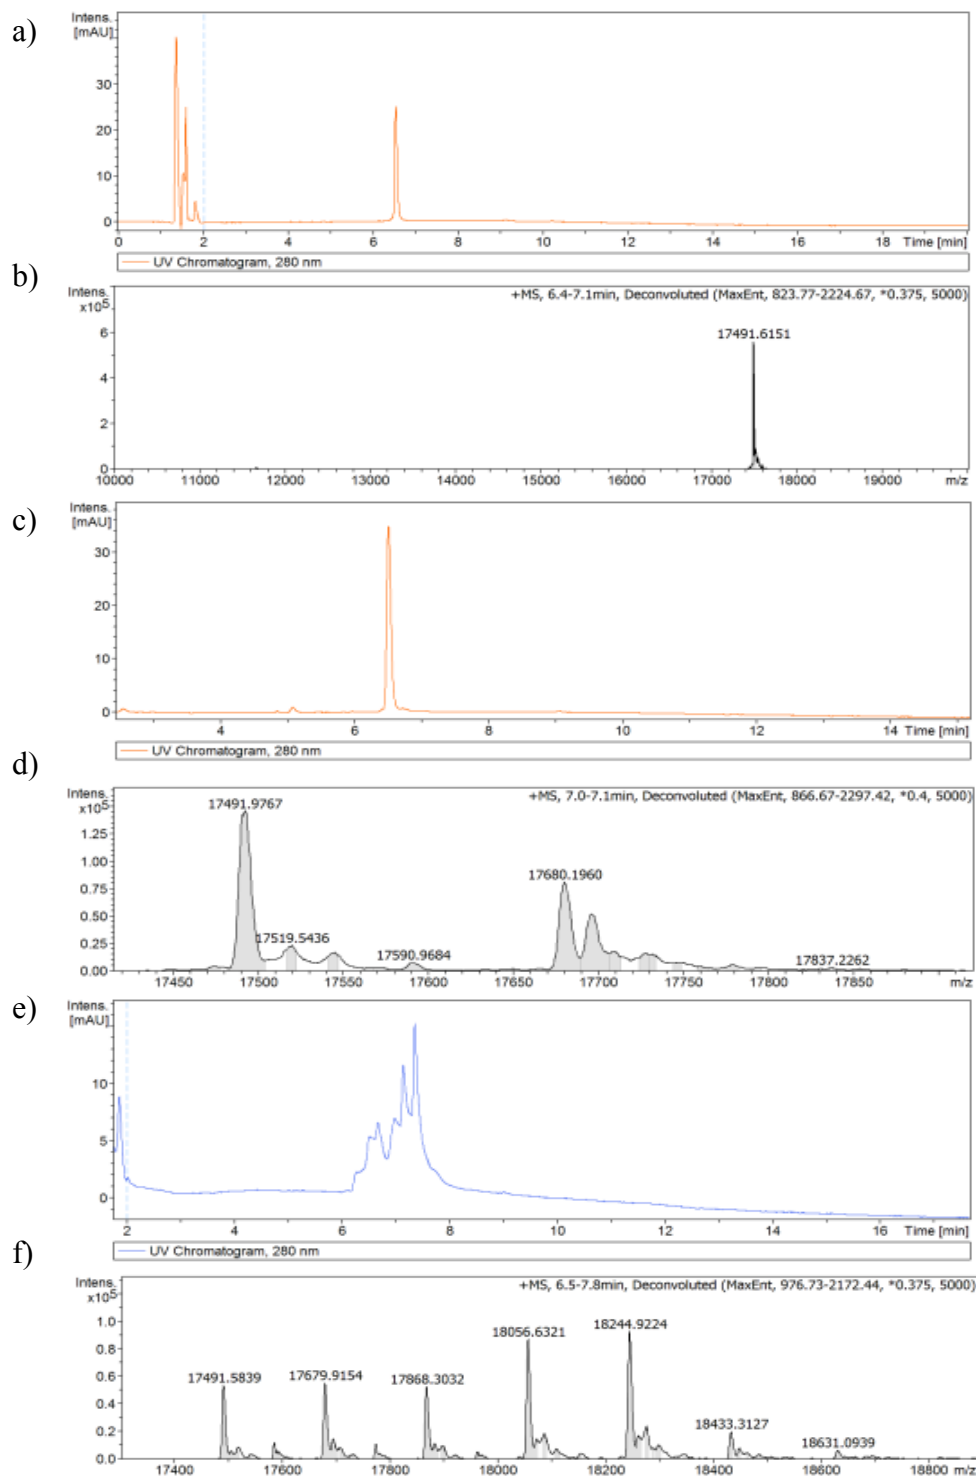 a)
Intens.
[mAU]
30
20
10
0
0 2 4 6 8 10 12 14 16 18 Time [min]
UV Chromatogram, 280 nm
b)
Intens.
x10⁵
+MS, 6.4-7.1min, Deconvoluted (MaxEnt, 823.77-2224.67, *0.375, 5000)
17491.6151
6
4
2
0
10000 11000 12000 13000 14000 15000 16000 17000 18000 19000 m/z
c)
Intens.
[mAU]
30
20
10
0
4 6 8 10 12 14 Time [min]
UV Chromatogram, 280 nm
d)
Intens.
x10⁵
+MS, 7.0-7.1min, Deconvoluted (MaxEnt, 866.67-2297.42, *0.4, 5000)
17491.9767
1.25
1.00
17680.1960
0.75
0.50
17519.5436
0.25
17590.9684
17837.2262
0.00
17450 17500 17550 17600 17650 17700 17750 17800 17850 m/z
e)
Intens.
[mAU]
10
5
0
2 4 6 8 10 12 14 16 Time [min]
UV Chromatogram, 280 nm
f)
Intens.
x10⁵
+MS, 6.5-7.8min, Deconvoluted (MaxEnt, 976.73-2172.44, *0.375, 5000)
18056.6321 18244.9224
1.0
0.8
17491.5839 17679.9154 17868.3032
0.6
0.4
18433.3127
0.2
18631.0939
0.0
17400 17600 17800 18000 18200 18400 18600 18800 m/z